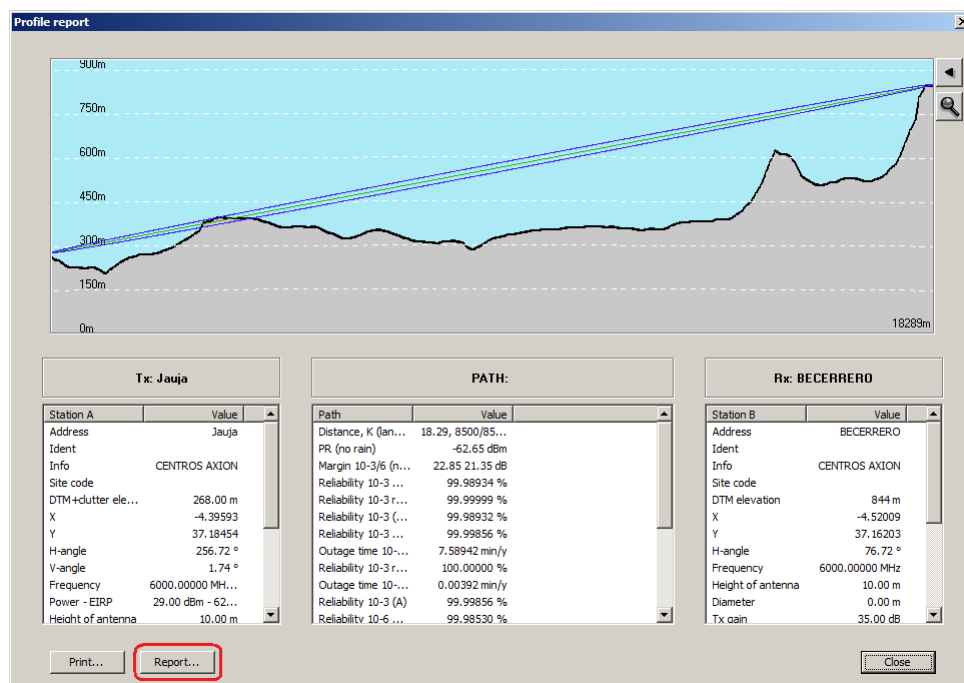 Profile report
900m
750m
600m
450m
300m
150m
0m
18289m
Tx: Jauja
PATH:
Rx: BECERRERO
Station A Value
Address Jauja
Ident
Info CENTROS AXION
Site code
DTM+clutter ele... 268.00 m
X -4.39593
Y 37.18454
H-angle 256.72 °
V-angle 1.74 °
Frequency 6000.00000 MH...
Power - EIRP 29.00 dBm - 62...
Height of antenna 10.00 m
Path Value
Distance, K (lan... 18.29, 8500/85...
PR (no rain) -62.65 dBm
Margin 10-3/6 (n... 22.85 21.35 dB
Reliability 10-3 ... 99.98934 %
Reliability 10-3 r... 99.99999 %
Reliability 10-3 (... 99.98932 %
Reliability 10-3 ... 99.99856 %
Outage time 10-... 7.58942 min/y
Reliability 10-3 r... 100.00000 %
Outage time 10-... 0.00392 min/y
Reliability 10-3 (A) 99.99856 %
Reliability 10-6 ... 99.98530 %
Station B Value
Address BECERRERO
Ident
Info CENTROS AXION
Site code
DTM elevation 844 m
X -4.52009
Y 37.16203
H-angle 76.72 °
Frequency 6000.00000 MHz
Height of antenna 10.00 m
Diameter 0.00 m
Tx gain 35.00 dB
Print...
Report...
Close